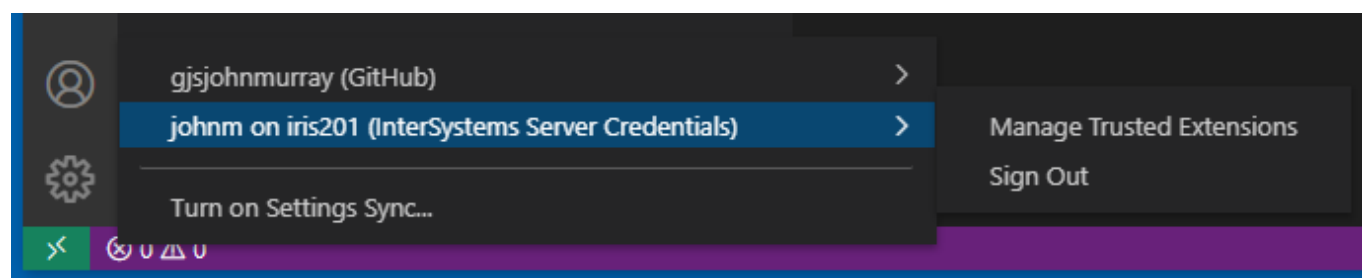 gjsjohnmurray (GitHub)
johnm on iris201 (InterSystems Server Credentials)
Manage Trusted Extensions
Sign Out
Turn on Settings Sync...
0 0